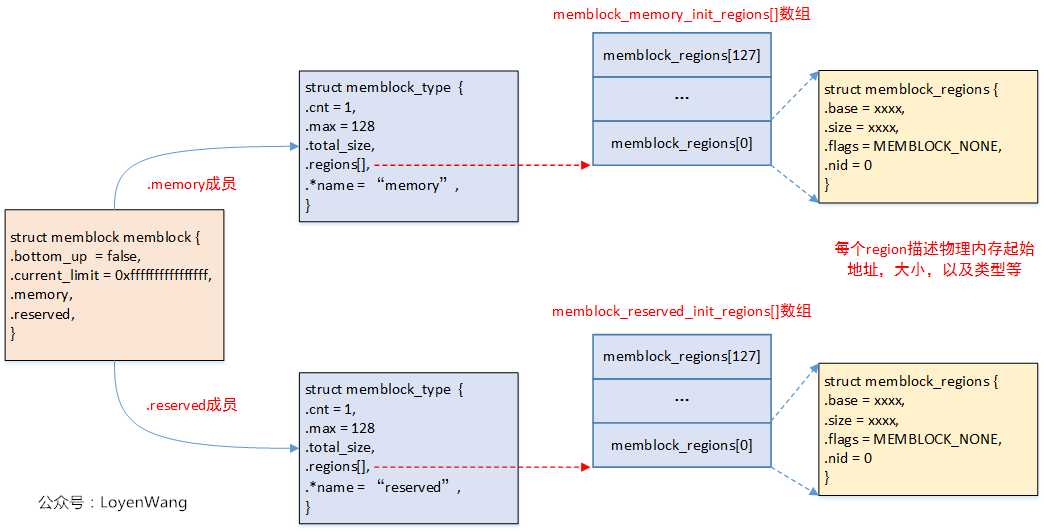 memblock_memory_init_regions[]数组
memblock_regions[127]
...
memblock_regions[0]
struct memblock_type {
.cnt = 1,
.max = 128
.total_size,
.regions[],
.*name = “memory”,
}
struct memblock_regions {
.base = xxxx,
.size = xxxx,
.flags = MEMBLOCK_NONE,
.nid = 0
}
.memory成员
struct memblock memblock {
.bottom_up = false,
.current_limit = 0xfffffffffffffff,
.memory,
.reserved,
}
每个region描述物理内存起始
地址，大小，以及类型等
memblock_reserved_init_regions[]数组
memblock_regions[127]
...
memblock_regions[0]
.reserved成员
struct memblock_type {
.cnt = 1,
.max = 128
.total_size,
.regions[],
.*name = “reserved”,
}
struct memblock_regions {
.base = xxxx,
.size = xxxx,
.flags = MEMBLOCK_NONE,
.nid = 0
}
公众号：LoyenWang